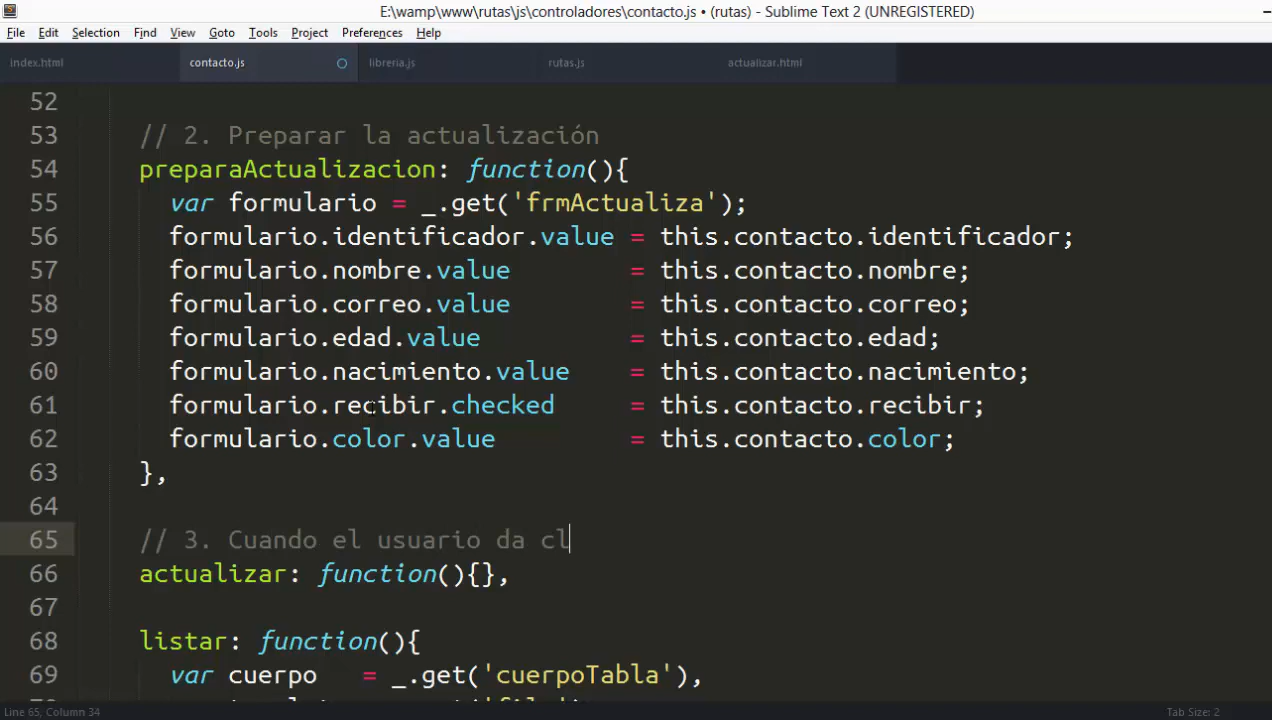 E:\wamp\www\rutas\js\controladores\contacto.js • (rutas) - Sublime Text 2 (UNREGISTERED)
File Edit Selection Find View Goto Tools Project Preferences Help
index.html contacto.js libreria.js rutas.js actualizar.html
52
53 // 2. Preparar la actualización
54 preparaActualizacion: function(){
55 var formulario = _.get('frmActualiza');
56 formulario.identificador.value = this.contacto.identificador;
57 formulario.nombre.value = this.contacto.nombre;
58 formulario.correo.value = this.contacto.correo;
59 formulario.edad.value = this.contacto.edad;
60 formulario.nacimiento.value = this.contacto.nacimiento;
61 formulario.recibir.checked = this.contacto.recibir;
62 formulario.color.value = this.contacto.color;
63 },
64
65 // 3. Cuando el usuario da cl
66 actualizar: function(){},
67
68 listar: function(){
69 var cuerpo = _.get('cuerpoTabla'),
Line 65, Column 34 Tab Size: 2